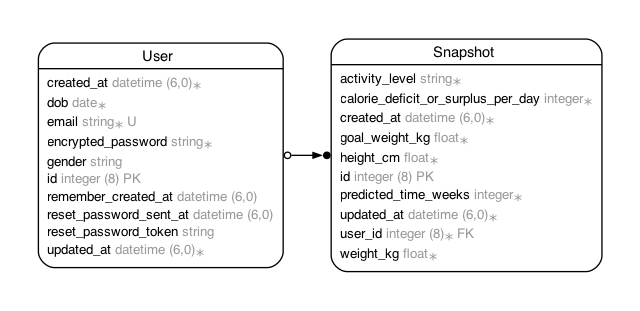 User
created_at datetime (6,0)∗
dob date∗
email string∗ U
encrypted_password string∗
gender string
id integer (8) PK
remember_created_at datetime (6,0)
reset_password_sent_at datetime (6,0)
reset_password_token string
updated_at datetime (6,0)∗
Snapshot
activity_level string∗
calorie_deficit_or_surplus_per_day integer∗
created_at datetime (6,0)∗
goal_weight_kg float∗
height_cm float∗
id integer (8) PK
predicted_time_weeks integer∗
updated_at datetime (6,0)∗
user_id integer (8)∗ FK
weight_kg float∗